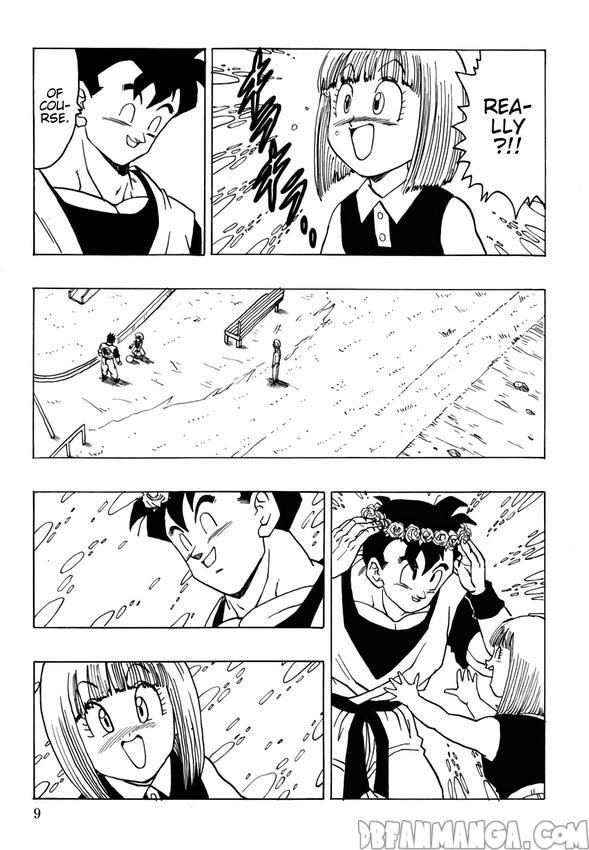 REA-
LLY
?!!
OF
COU-
RSE.
9
DBFANMANGA.COM